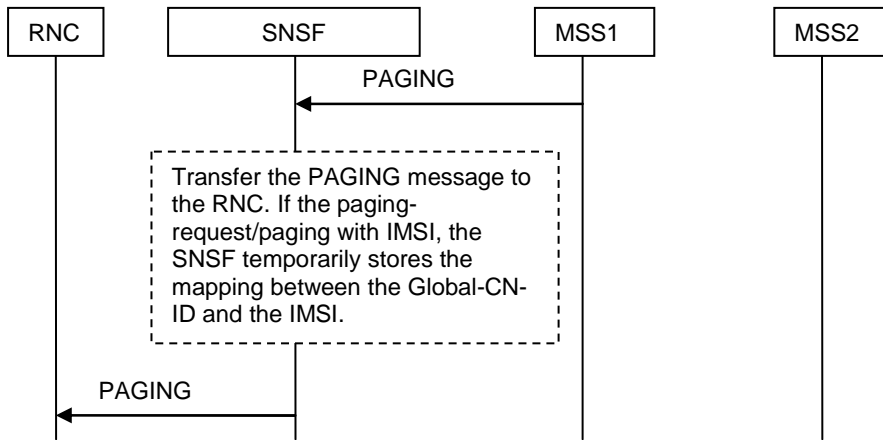 RNC
SNSF
MSS1
MSS2
PAGING
Transfer the PAGING message to
the RNC. If the paging-
request/paging with IMSI, the
SNSF temporarily stores the
mapping between the Global-CN-
ID and the IMSI.
PAGING